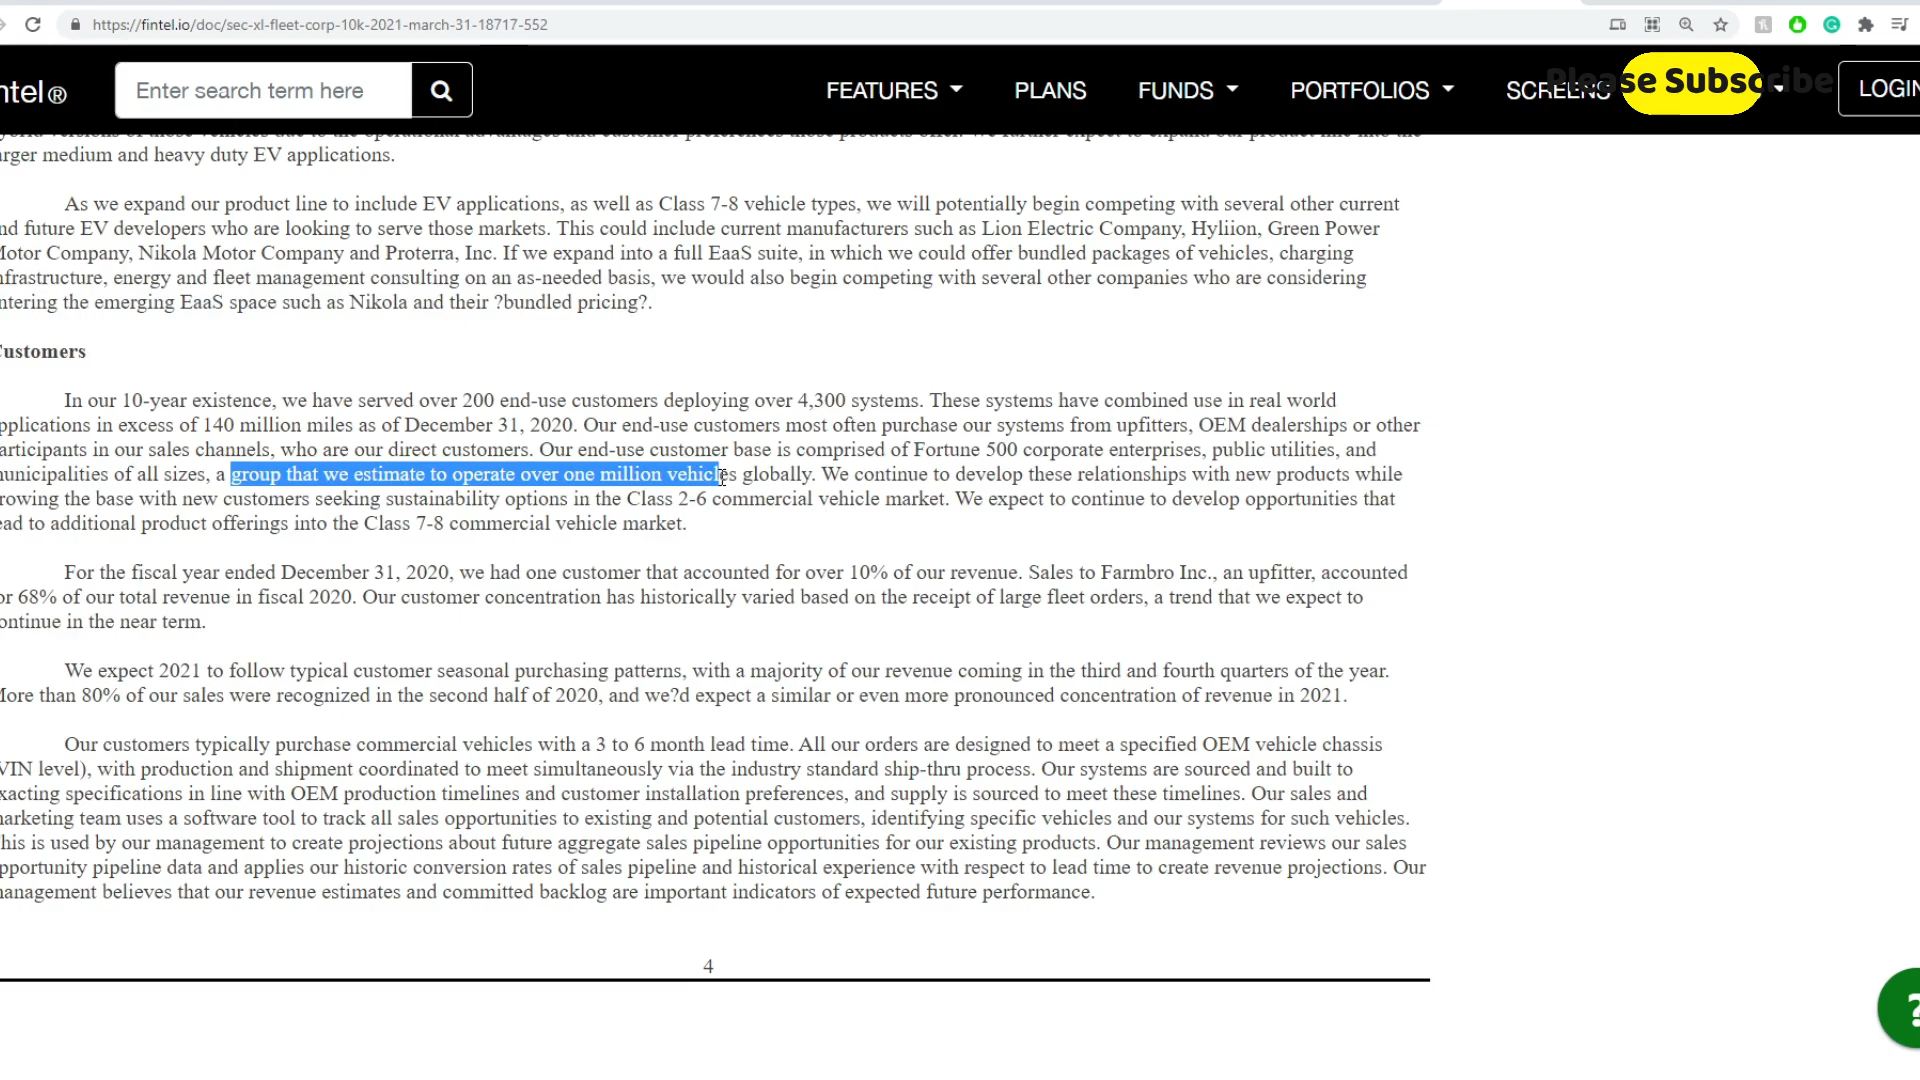 https://fintel.io/doc/sec-xl-fleet-corp-10k-2021-march-31-18717-552
ntel®
Enter search term here
FEATURES
PLANS
FUNDS
PORTFOLIOS
SCREENS
Please Subscribe
LOGIN
arger medium and heavy duty EV applications.
As we expand our product line to include EV applications, as well as Class 7-8 vehicle types, we will potentially begin competing with several other current
nd future EV developers who are looking to serve those markets. This could include current manufacturers such as Lion Electric Company, Hyliion, Green Power
Motor Company, Nikola Motor Company and Proterra, Inc. If we expand into a full EaaS suite, in which we could offer bundled packages of vehicles, charging
nfrastructure, energy and fleet management consulting on an as-needed basis, we would also begin competing with several other companies who are considering
ntering the emerging EaaS space such as Nikola and their ?bundled pricing?.
Customers
In our 10-year existence, we have served over 200 end-use customers deploying over 4,300 systems. These systems have combined use in real world
pplications in excess of 140 million miles as of December 31, 2020. Our end-use customers most often purchase our systems from upfitters, OEM dealerships or other
articipants in our sales channels, who are our direct customers. Our end-use customer base is comprised of Fortune 500 corporate enterprises, public utilities, and
municipalities of all sizes, a group that we estimate to operate over one million vehicles globally. We continue to develop these relationships with new products while
rowing the base with new customers seeking sustainability options in the Class 2-6 commercial vehicle market. We expect to continue to develop opportunities that
ead to additional product offerings into the Class 7-8 commercial vehicle market.
For the fiscal year ended December 31, 2020, we had one customer that accounted for over 10% of our revenue. Sales to Farmbro Inc., an upfitter, accounted
or 68% of our total revenue in fiscal 2020. Our customer concentration has historically varied based on the receipt of large fleet orders, a trend that we expect to
ontinue in the near term.
We expect 2021 to follow typical customer seasonal purchasing patterns, with a majority of our revenue coming in the third and fourth quarters of the year.
More than 80% of our sales were recognized in the second half of 2020, and we?d expect a similar or even more pronounced concentration of revenue in 2021.
Our customers typically purchase commercial vehicles with a 3 to 6 month lead time. All our orders are designed to meet a specified OEM vehicle chassis
VIN level), with production and shipment coordinated to meet simultaneously via the industry standard ship-thru process. Our systems are sourced and built to
xacting specifications in line with OEM production timelines and customer installation preferences, and supply is sourced to meet these timelines. Our sales and
marketing team uses a software tool to track all sales opportunities to existing and potential customers, identifying specific vehicles and our systems for such vehicles.
This is used by our management to create projections about future aggregate sales pipeline opportunities for our existing products. Our management reviews our sales
pportunity pipeline data and applies our historic conversion rates of sales pipeline and historical experience with respect to lead time to create revenue projections. Our
management believes that our revenue estimates and committed backlog are important indicators of expected future performance.
4
?